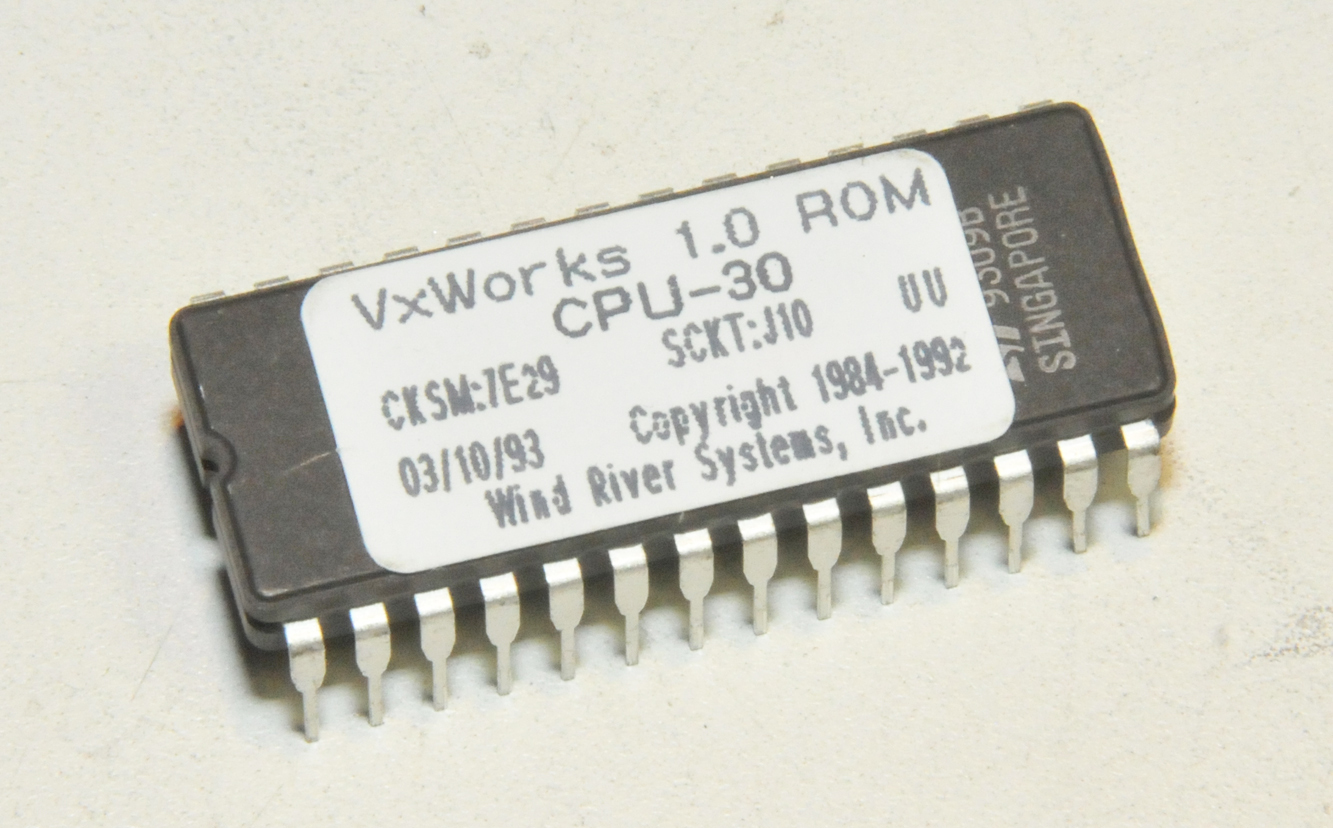 VxWorks 1.0 ROM
CPU-30
SCKT:J10 UU
CKSM:7E29
Copyright 1984-1992
03/10/93
Wind River Systems, Inc.
9309B
SINGAPORE